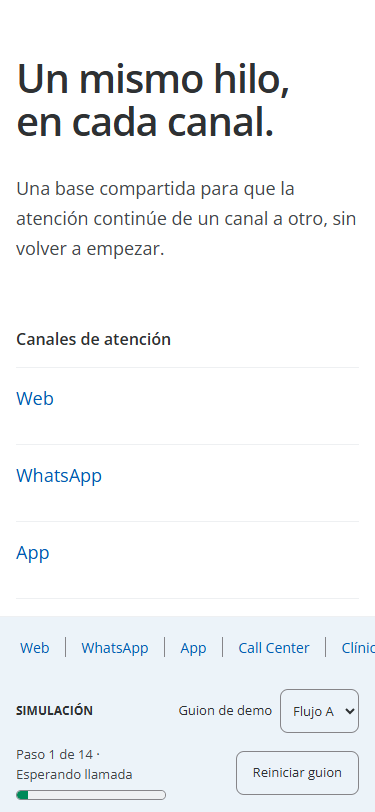 Un mismo hilo,
en cada canal.
Una base compartida para que la
atención continúe de un canal a otro, sin
volver a empezar.
Canales de atención
Web
WhatsApp
App
Web WhatsApp App Call Center
SIMULACIÓN Guion de demo Flujo A
Paso 1 de 14 ·
Esperando llamada
Reiniciar guion